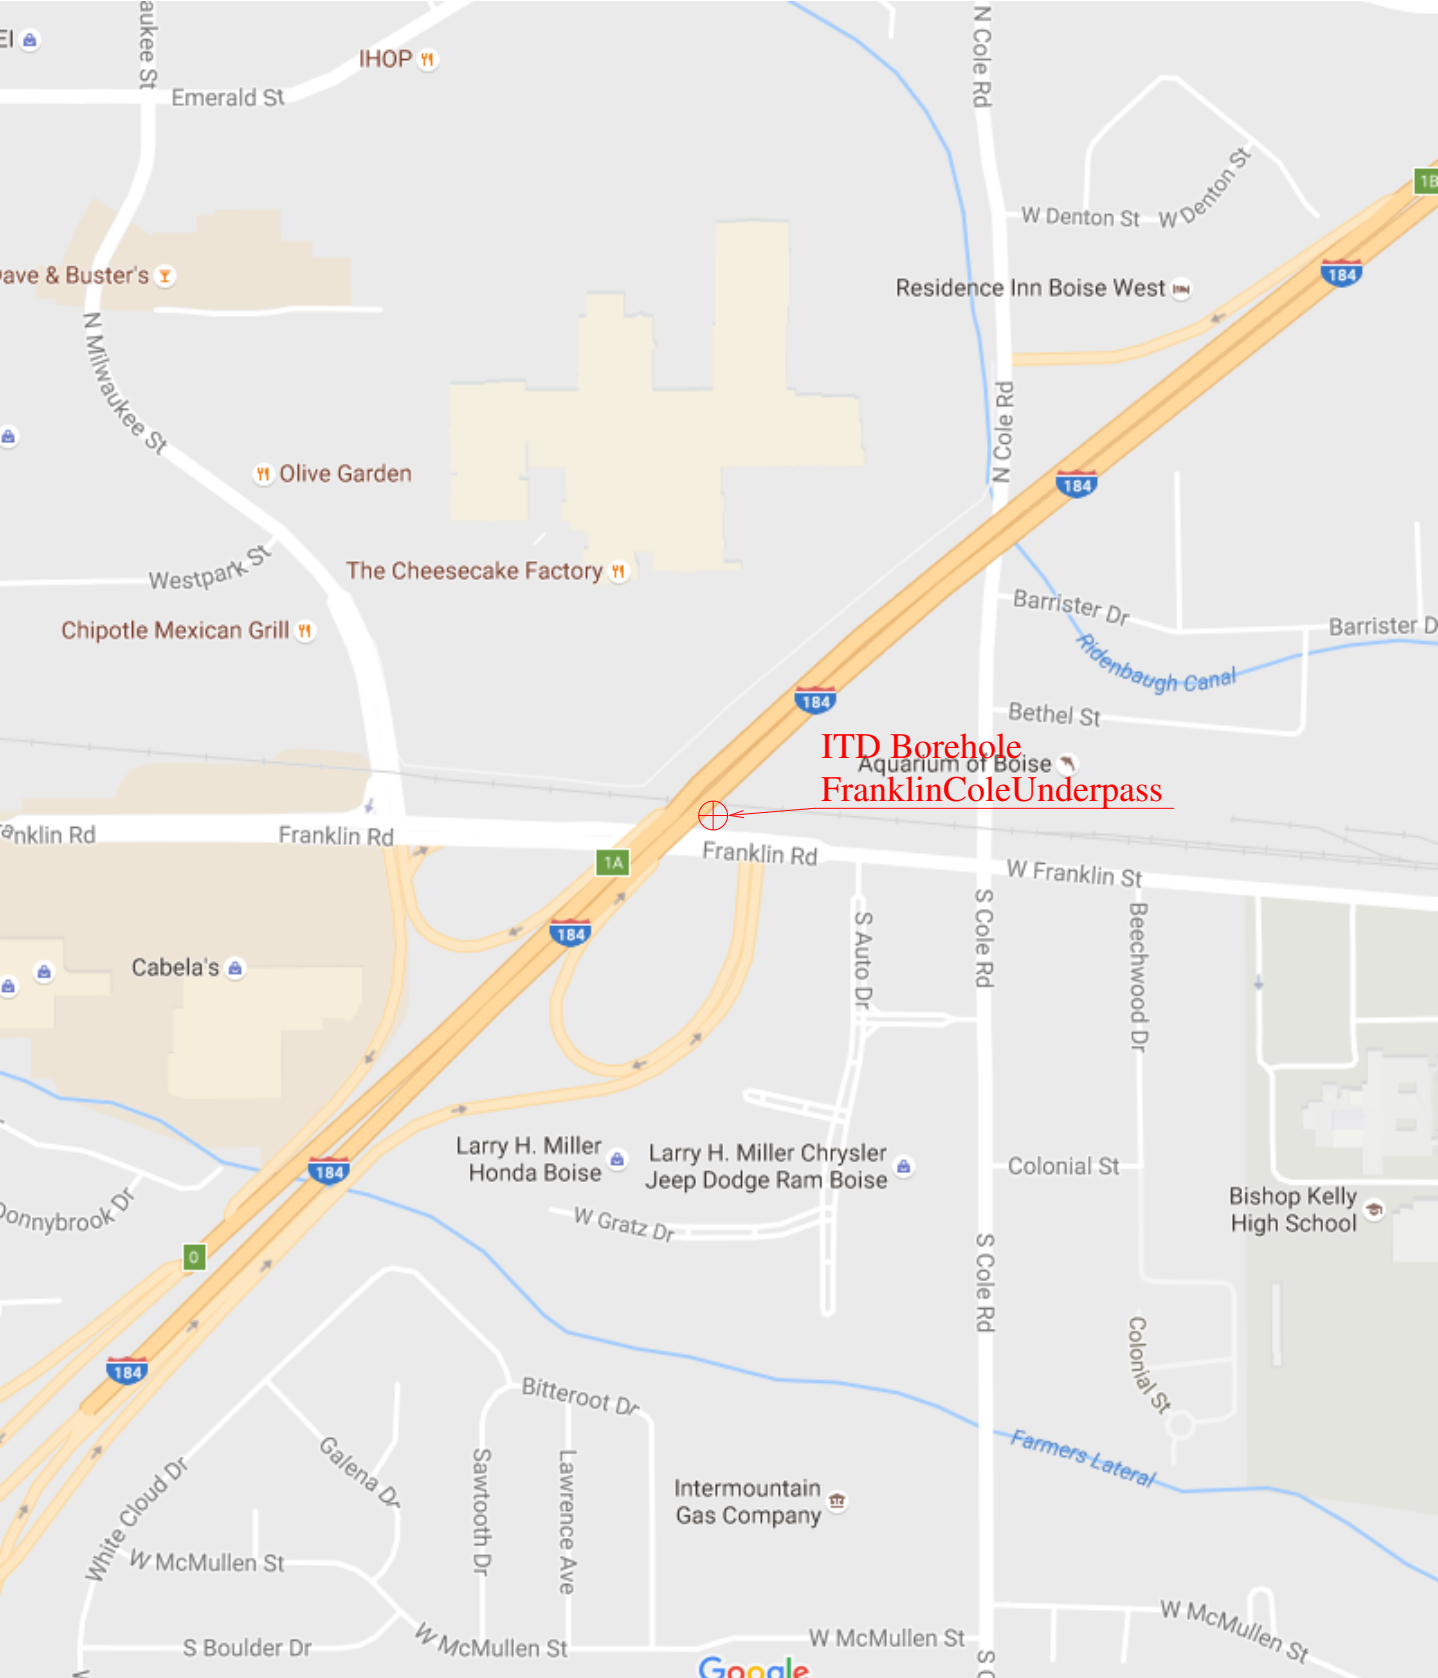 aukee St
N Cole Rd
EI
IHOP
Emerald St
W Denton St
W Denton St
1B
184
Dave & Buster's
Residence Inn Boise West
N Milwaukee St
N Cole Rd
Olive Garden
184
Westpark St
The Cheesecake Factory
Chipotle Mexican Grill
Barrister Dr
Barrister D
Ridenbaugh Canal
184
Bethel St
ITD Borehole
Aquarium of Boise
FranklinColeUnderpass
anklin Rd
Franklin Rd
1A
Franklin Rd
W Franklin St
184
S Auto Dr
S Cole Rd
Beechwood Dr
Cabela's
Larry H. Miller
Honda Boise
Larry H. Miller Chrysler
Jeep Dodge Ram Boise
Colonial St
184
Donnybrook Dr
W Gratz Dr
Bishop Kelly
High School
0
S Cole Rd
184
Colonial St
Bitteroot Dr
Galena Dr
Farmers Lateral
White Cloud Dr
Sawtooth Dr
Lawrence Ave
Intermountain
Gas Company
W McMullen St
W McMullen St
S Boulder Dr
W McMullen St
W McMullen St
Google